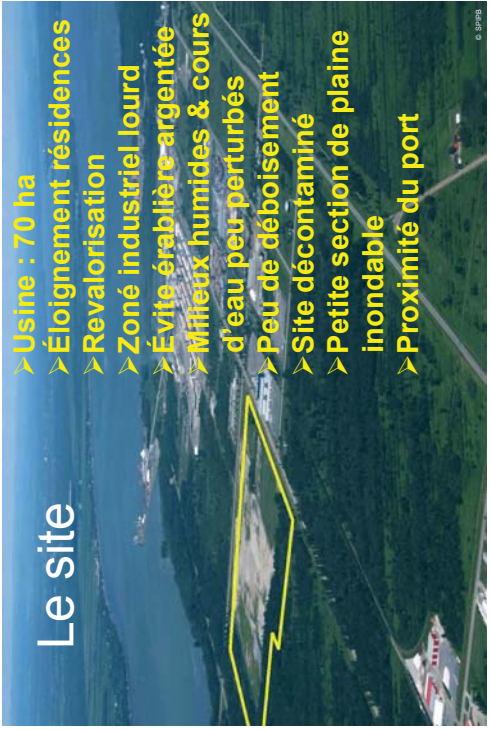 Le site
➢Usine : 70 ha
➢Éloignement résidences
➢Revalorisation
➢Zoné industriel lourd
➢Évite érablière argentée
➢Milieux humides & cours
d'eau peu perturbés
➢Peu de déboisement
➢Site décontaminé
➢Petite section de plaine
inondable
➢Proximité du port
© SPIPB